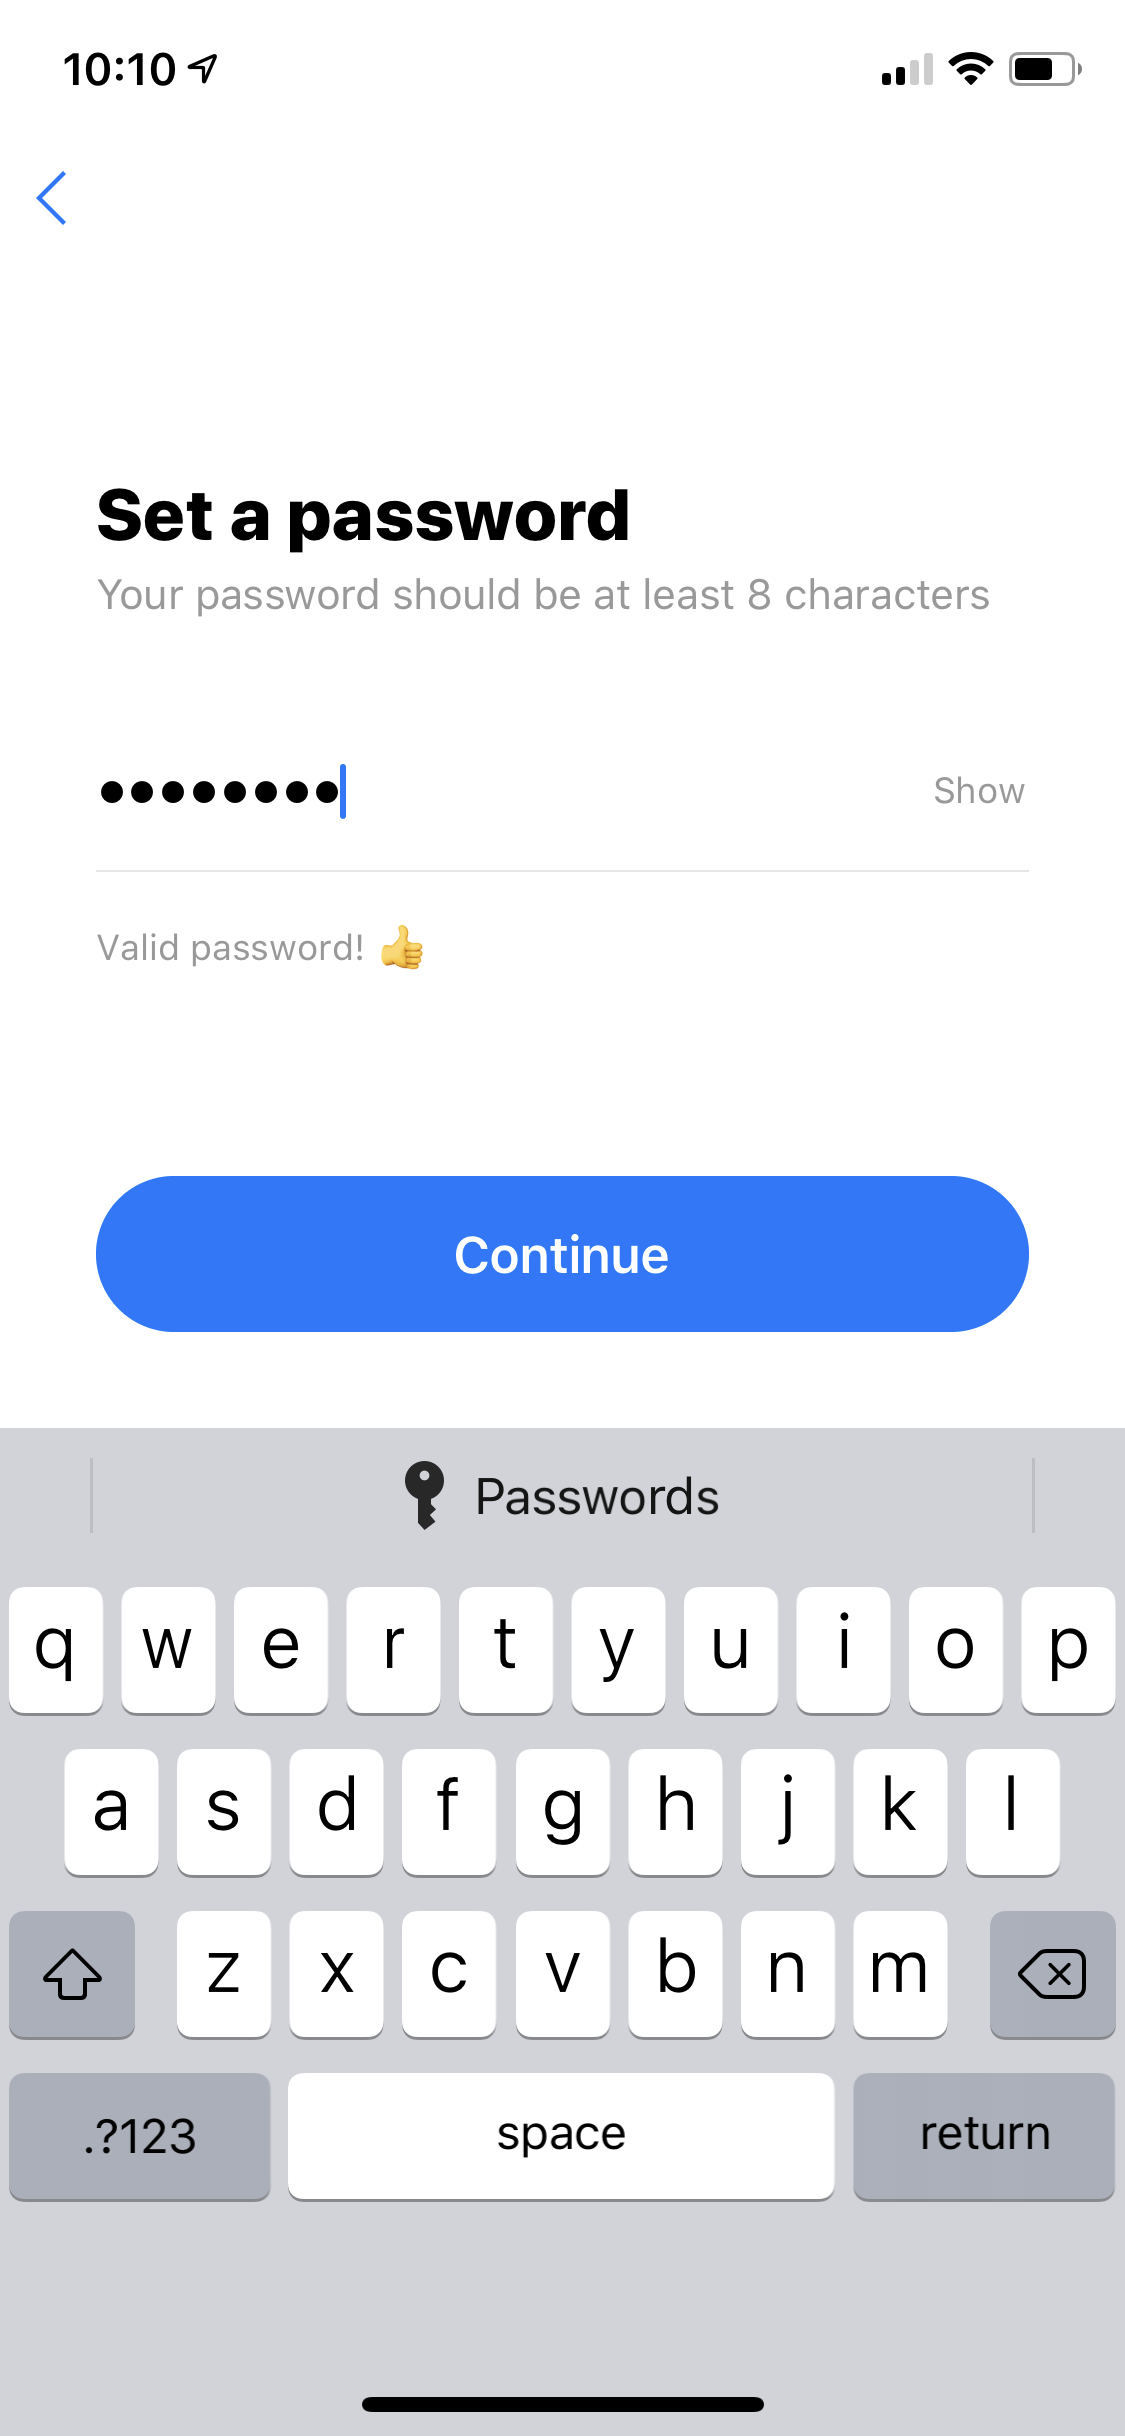 10:10
Set a password
Your password should be at least 8 characters
••••••••
Show
Valid password! 👍
Continue
Passwords
q w e r t y u i o p
a s d f g h j k l
z x c v b n m
.?123 space return